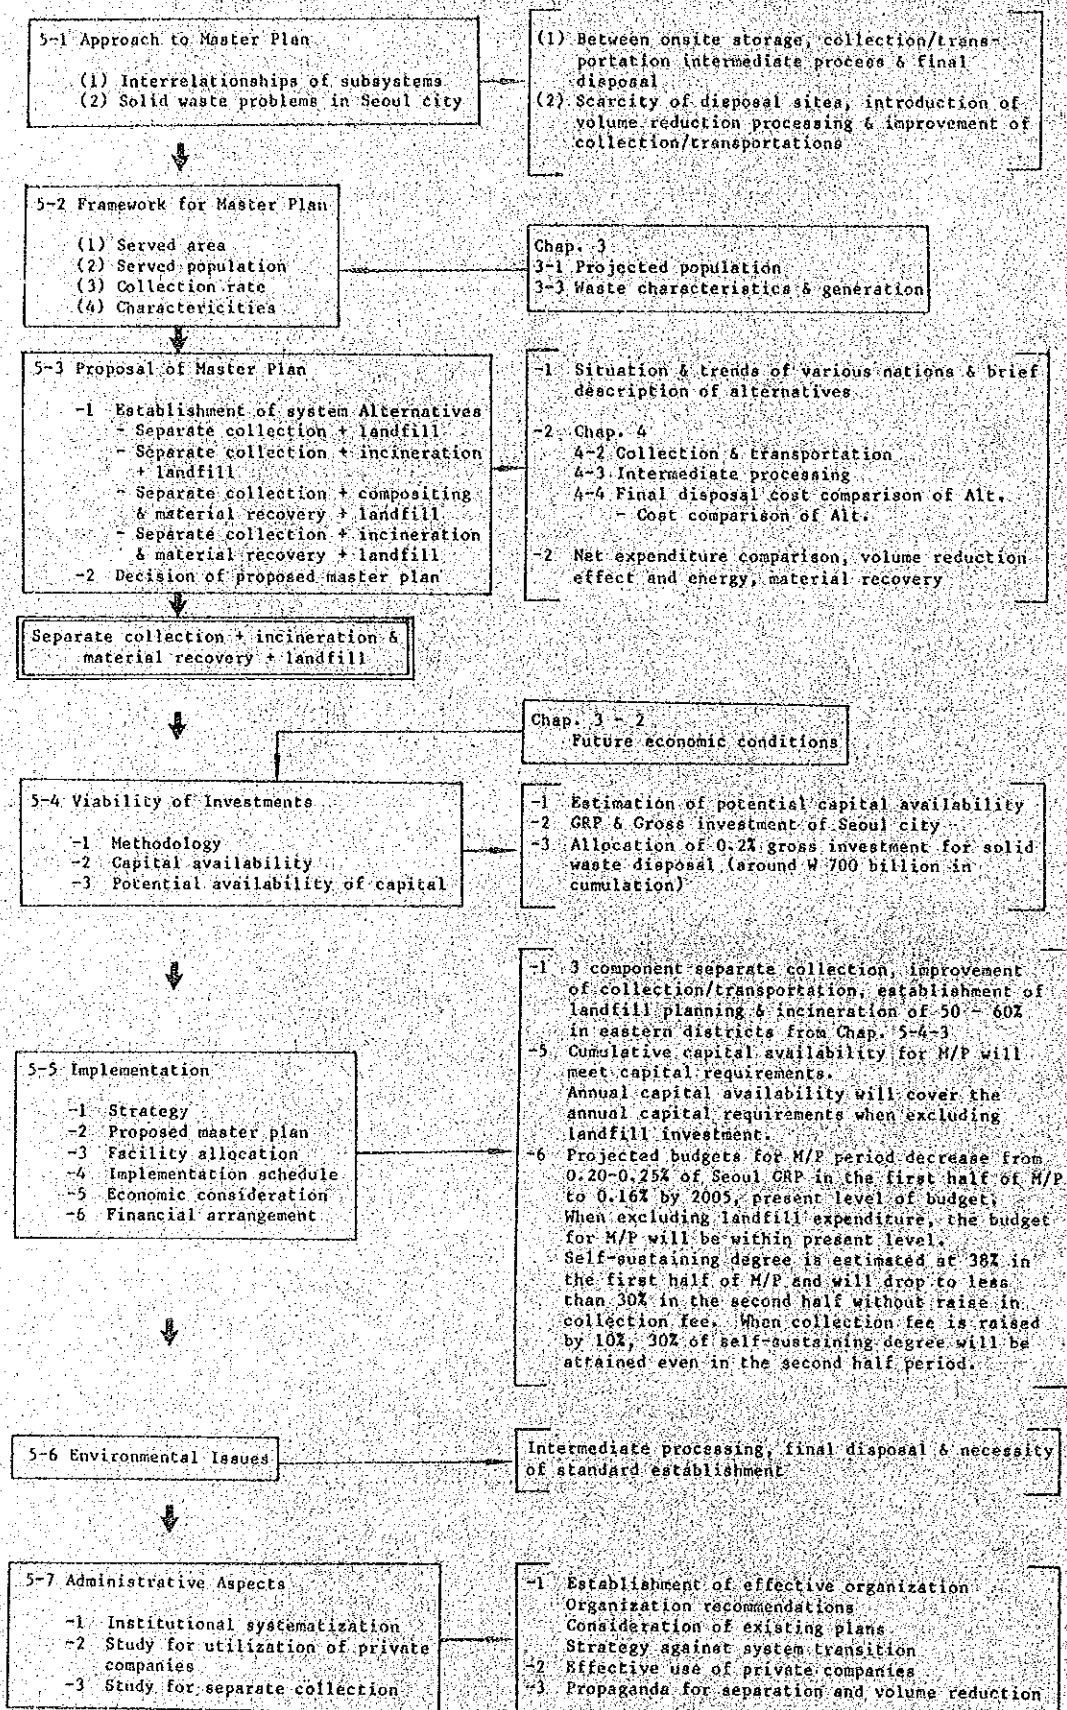 5-1 Approach to Master Plan
(1) Interrelationships of subsystems
(2) Solid waste problems in Seoul city
(1) Between onsite storage, collection/trans-
portation intermediate process & final
disposal
(2) Scarcity of disposal sites, introduction of
volume reduction processing & improvement of
collection/transportations
5-2 Framework for Master Plan
(1) Served area
(2) Served population
(3) Collection rate
(4) Charactericities
Chap. 3
3-1 Projected population
3-3 Waste characteristics & generation
5-3 Proposal of Master Plan
-1 Establishment of system Alternatives
- Separate collection + landfill
- Separate collection + incineration
+ landfill
- Separate collection + compositing
& material recovery + landfill
- Separate collection + incineration
& material recovery + landfill
-2 Decision of proposed master plan
-1 Situation & trends of various nations & brief
description of alternatives
-2 Chap. 4
4-2 Collection & transportation
4-3 Intermediate processing
4-4 Final disposal cost comparison of Alt.
- Cost comparison of Alt.
-2 Net expenditure comparison, volume reduction
effect and energy, material recovery
Separate collection + incineration &
material recovery + landfill
Chap. 3 - 2
Future economic conditions
5-4 Viability of Investments
-1 Methodology
-2 Capital availability
-3 Potential availability of capital
-1 Estimation of potential capital availability
-2 GRP & Gross investment of Seoul city
-3 Allocation of 0.2% gross investment for solid
waste disposal (around W 700 billion in
cumulation)
5-5 Implementation
-1 Strategy
-2 Proposed master plan
-3 Facility allocation
-4 Implementation schedule
-5 Economic consideration
-6 Financial arrangement
-1 3 component separate collection, improvement
of collection/transportation, establishment of
landfill planning & incineration of 50 - 60%
in eastern districts from Chap. 5-4-3
-5 Cumulative capital availability for M/P will
meet capital requirements.
Annual capital availability will cover the
annual capital requirements when excluding
landfill investment.
-6 Projected budgets for M/P period decrease from
0.20-0.25% of Seoul GRP in the first half of M/P
to 0.16% by 2005, present level of budget.
When excluding landfill expenditure, the budget
for M/P will be within present level.
Self-sustaining degree is estimated at 38% in
the first half of M/P and will drop to less
than 30% in the second half without raise in
collection fee. When collection fee is raised
by 10%, 30% of self-sustaining degree will be
attained even in the second half period.
5-6 Environmental Issues
Intermediate processing, final disposal & necessity
of standard establishment
5-7 Administrative Aspects
-1 Institutional systematization
-2 Study for utilization of private
companies
-3 Study for separate collection
-1 Establishment of effective organization
Organization recommendations
Consideration of existing plans
Strategy against system transition
-2 Effective use of private companies
-3 Propaganda for separation and volume reduction